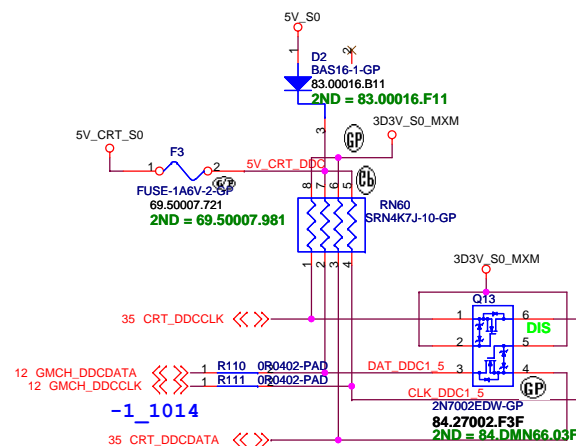 5V_S0
1
2
D2
BAS16-1-GP
83.00016.B11
2ND = 83.00016.F11
3
GP
3D3V_S0_MXM
5V_CRT_S0
F3
1
2
5V_CRT_DDC
FUSE-1A6V-2-GP
69.50007.721
2ND = 69.50007.981
8
7
6
5
RN60
SRN4K7J-10-GP
1
2
3
4
3D3V_S0_MXM
Q13
35 CRT_DDCCLK
1
6
DIS
2
5
12 GMCH_DDCDATA
1
R110
0R0402-PAD
2
DAT_DDC1_5
3
4
12 GMCH_DDCCLK
1
R111
0R0402-PAD
2
CLK_DDC1_5
GP
2N7002EDW-GP
-1_1014
84.27002.F3F
2ND = 84.DMN66.03F
35 CRT_DDCDATA